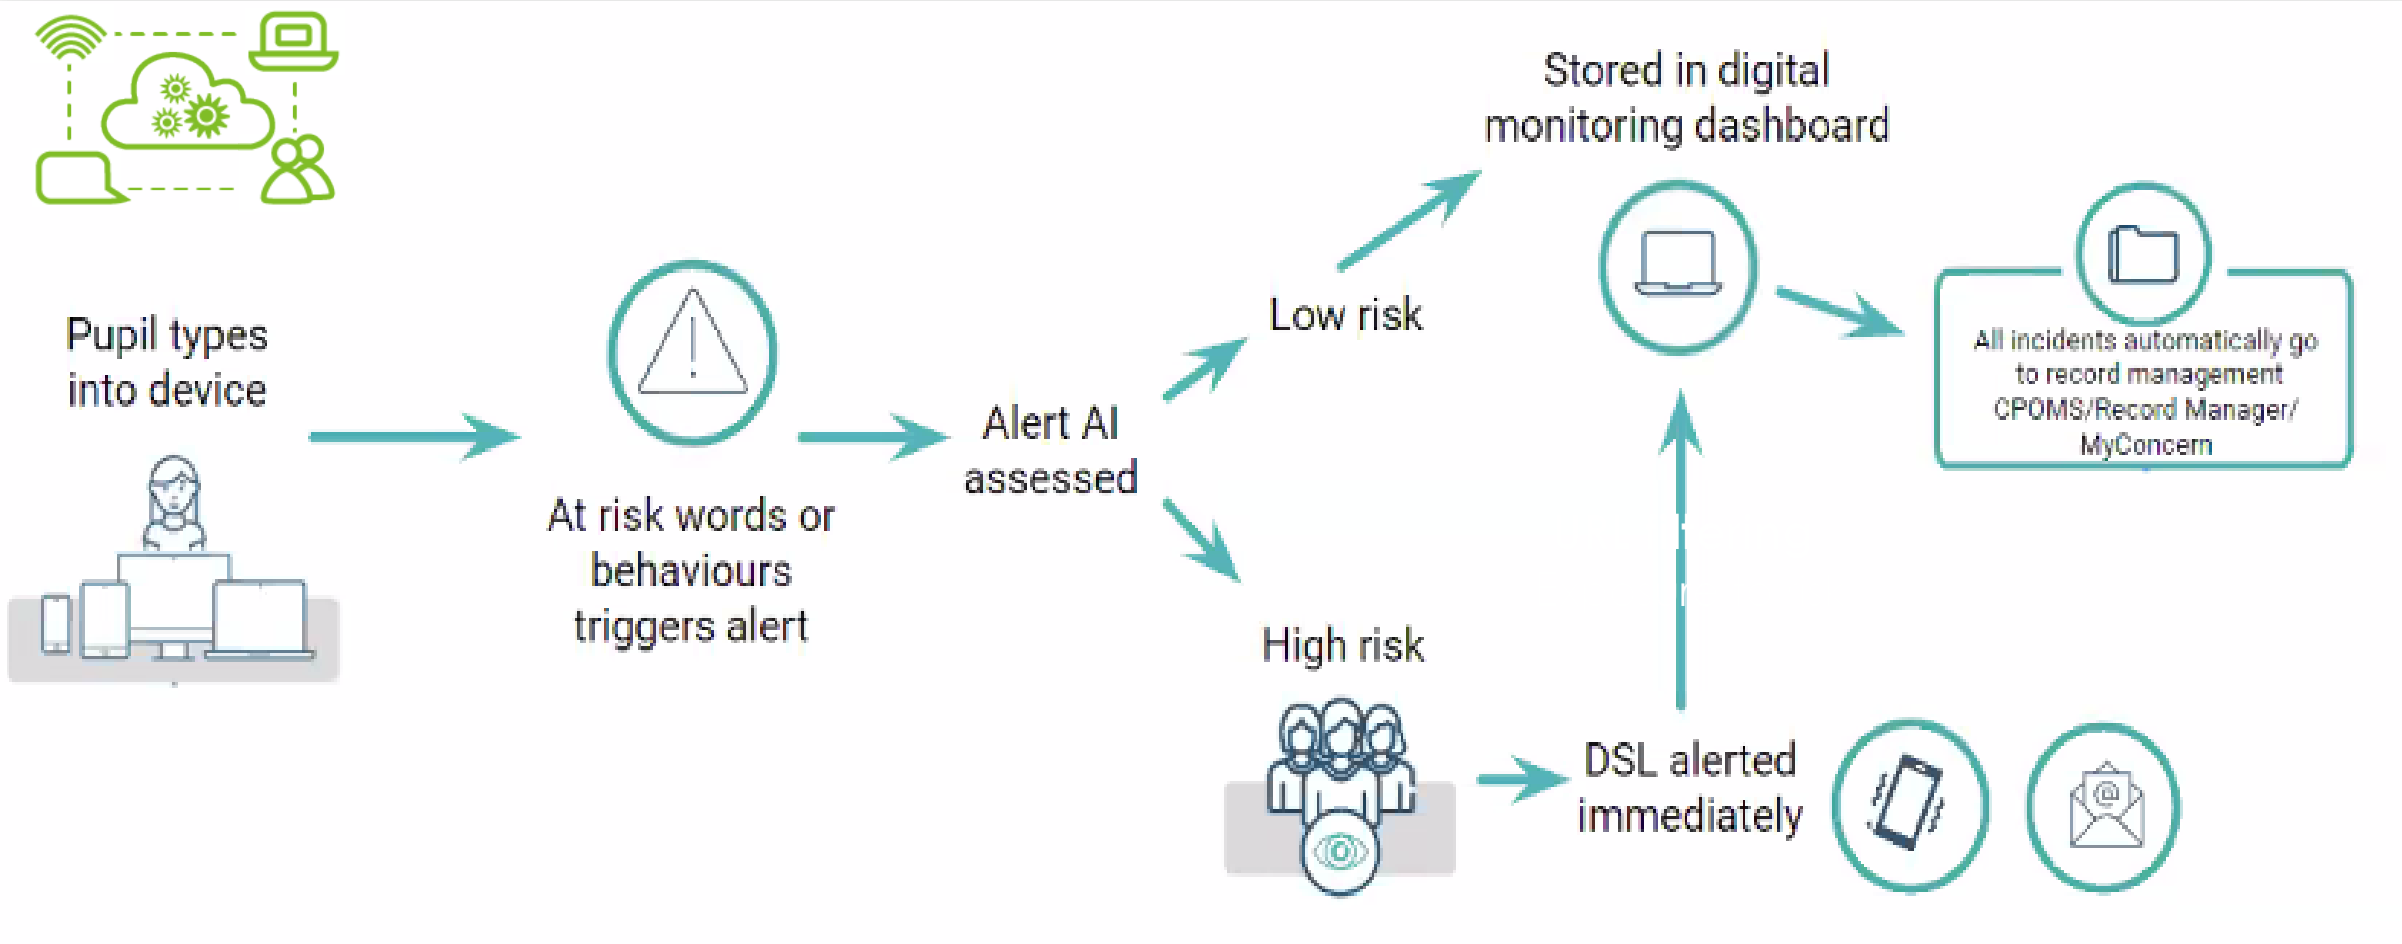 Pupil types
into device
At risk words or
behaviours
triggers alert
Alert AI
assessed
Low risk
Stored in digital
monitoring dashboard
All incidents automatically go
to record management
CPOMS/Record Manager/
MyConcern
High risk
DSL alerted
immediately
@